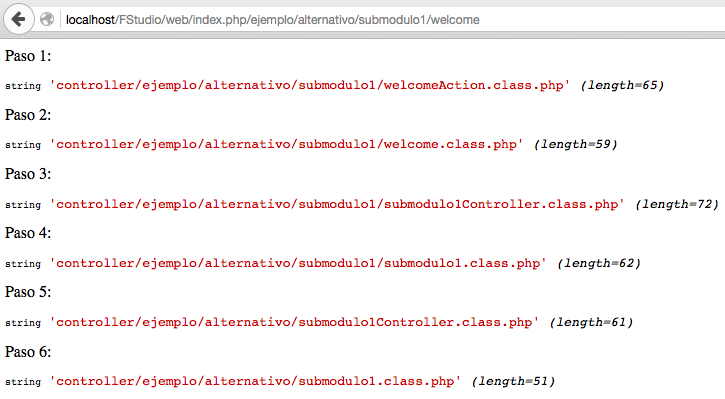 localhost/FStudio/web/index.php/ejemplo/alternativo/submodulo1/welcome
Paso 1:
string 'controller/ejemplo/alternativo/submodulo1/welcomeAction.class.php' (length=65)
Paso 2:
string 'controller/ejemplo/alternativo/submodulo1/welcome.class.php' (length=59)
Paso 3:
string 'controller/ejemplo/alternativo/submodulo1/submodulo1Controller.class.php' (length=72)
Paso 4:
string 'controller/ejemplo/alternativo/submodulo1/submodulo1.class.php' (length=62)
Paso 5:
string 'controller/ejemplo/alternativo/submodulo1Controller.class.php' (length=61)
Paso 6:
string 'controller/ejemplo/alternativo/submodulo1.class.php' (length=51)